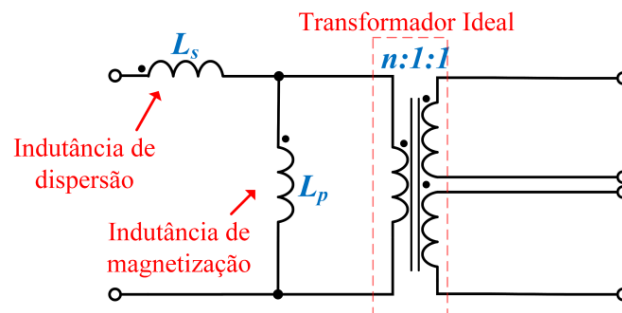 Transformador Ideal
n:1:1
Ls
Indutância de
dispersão
Lp
Indutância de
magnetização